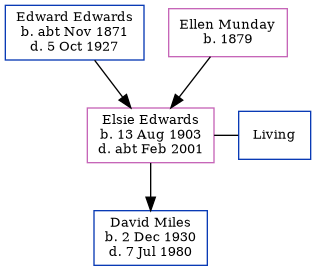 Edward Edwards
b. abt Nov 1871
d. 5 Oct 1927
Ellen Munday
b. 1879
Elsie Edwards
b. 13 Aug 1903
d. abt Feb 2001
Living
David Miles
b. 2 Dec 1930
d. 7 Jul 1980